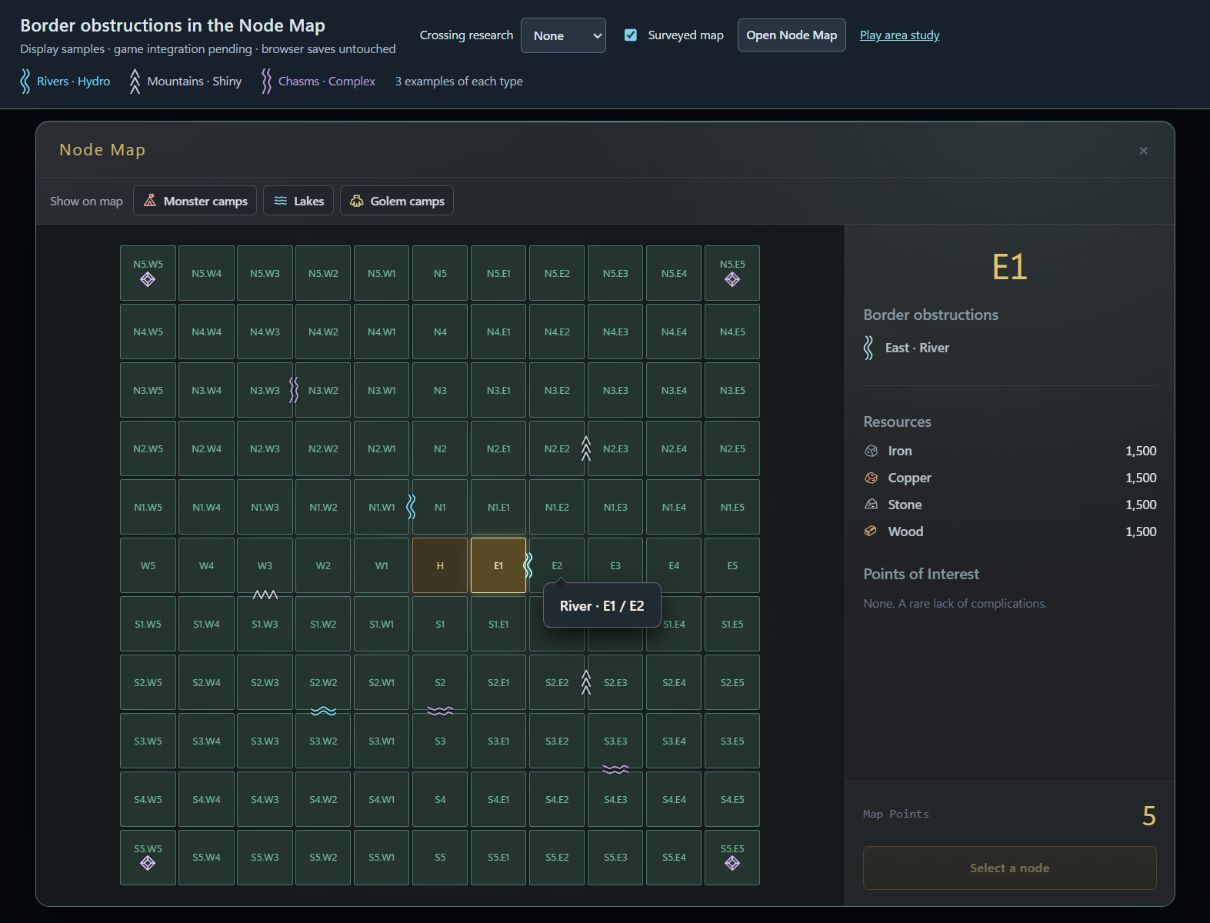 Border obstructions in the Node Map
Display samples · game integration pending · browser saves untouched
Crossing research None Surveyed map Open Node Map Play area study
Rivers · Hydro Mountains · Shiny Chasms · Complex 3 examples of each type
Node Map ×
Show on map Monster camps Lakes Golem camps
N5.W5 N5.W4 N5.W3 N5.W2 N5.W1 N5 N5.E1 N5.E2 N5.E3 N5.E4 N5.E5
N4.W5 N4.W4 N4.W3 N4.W2 N4.W1 N4 N4.E1 N4.E2 N4.E3 N4.E4 N4.E5
N3.W5 N3.W4 N3.W3 N3.W2 N3.W1 N3 N3.E1 N3.E2 N3.E3 N3.E4 N3.E5
N2.W5 N2.W4 N2.W3 N2.W2 N2.W1 N2 N2.E1 N2.E2 N2.E3 N2.E4 N2.E5
N1.W5 N1.W4 N1.W3 N1.W2 N1.W1 N1 N1.E1 N1.E2 N1.E3 N1.E4 N1.E5
W5 W4 W3 W2 W1 H E1 E2 E3 E4 E5
River · E1 / E2
S1.W5 S1.W4 S1.W3 S1.W2 S1.W1 S1 S1.E1 S1.E4 S1.E5
S2.W5 S2.W4 S2.W3 S2.W2 S2.W1 S2 S2.E1 S2.E2 S2.E3 S2.E4 S2.E5
S3.W5 S3.W4 S3.W3 S3.W2 S3.W1 S3 S3.E1 S3.E2 S3.E3 S3.E4 S3.E5
S4.W5 S4.W4 S4.W3 S4.W2 S4.W1 S4 S4.E1 S4.E2 S4.E3 S4.E4 S4.E5
S5.W5 S5.W4 S5.W3 S5.W2 S5.W1 S5 S5.E1 S5.E2 S5.E3 S5.E4 S5.E5
E1
Border obstructions
East · River
Resources
Iron 1,500
Copper 1,500
Stone 1,500
Wood 1,500
Points of Interest
None. A rare lack of complications.
Map Points 5
Select a node